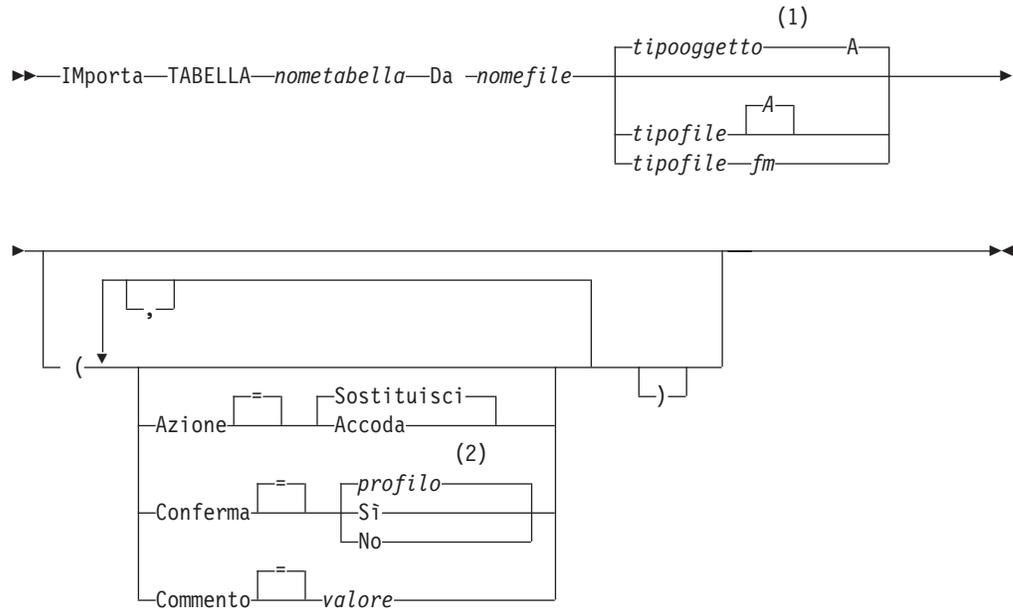 (1)
tipooggetto A
IMporta TABELLA nometabella Da nomefile
A
tipofile
tipofile fm
,
(
)
=
Sostituisci
Azione
Accoda
(2)
=
profilo
Conferma
Sì
No
=
Commento
valore